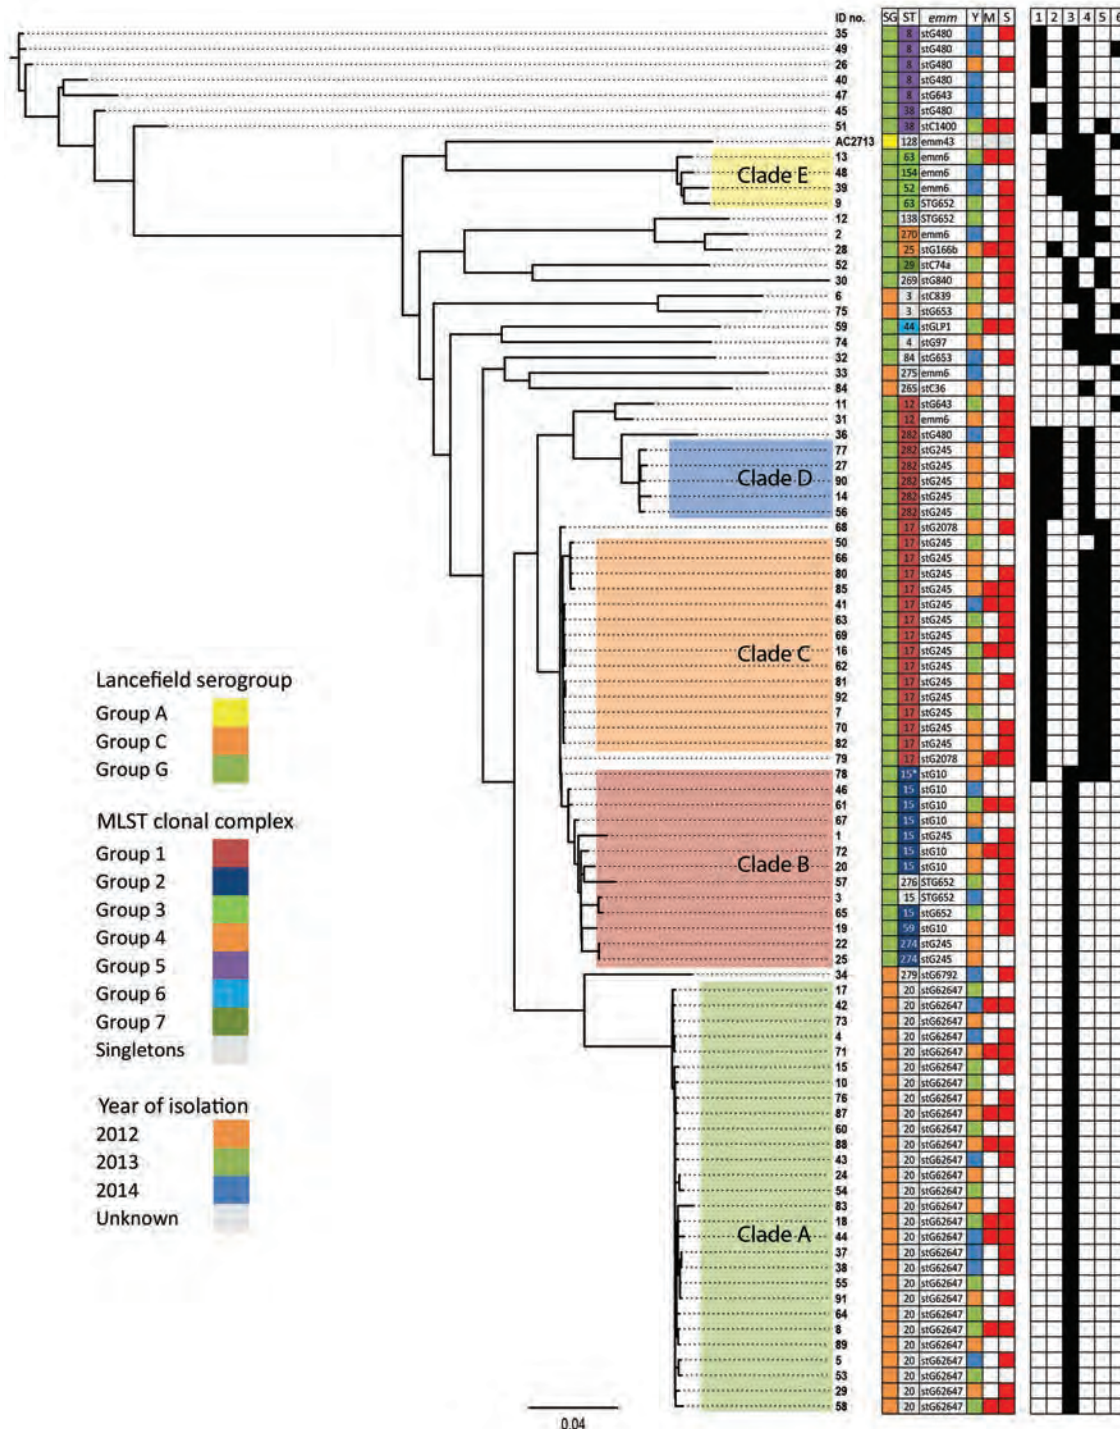 ID no. SG ST emm Y M S 1 2 3 4 5 6
35 8 stG480
49 8 stG480
26 8 stG480
40 8 stG480
47 8 stG643
45 38 stG480
51 38 stC1400
AC2713 128 emm43
13 63 emm6
48 154 emm6
39 52 emm6
9 63 STG652
12 138 STG652
2 270 emm6
28 25 stG166b
52 29 stC74a
30 269 stG840
6 3 stC839
75 3 stG653
59 44 stGLP1
74 4 stG97
32 84 stG653
33 275 emm6
84 265 stC36
11 12 stG643
31 12 emm6
36 282 stG480
77 282 stG245
27 282 stG245
90 282 stG245
14 282 stG245
56 282 stG245
68 17 stG2078
50 17 stG245
66 17 stG245
80 17 stG245
85 17 stG245
41 17 stG245
63 17 stG245
69 17 stG245
16 17 stG245
62 17 stG245
81 17 stG245
92 17 stG245
7 17 stG245
70 17 stG245
82 17 stG245
79 17 stG2078
78 15* stG10
46 15 stG10
61 15 stG10
67 15 stG10
1 15 stG245
72 15 stG10
20 15 stG10
57 276 STG652
3 15 STG652
65 15 stG652
19 59 stG10
22 274 stG245
25 274 stG245
34 279 stG6792
17 20 stG62647
42 20 stG62647
73 20 stG62647
4 20 stG62647
71 20 stG62647
15 20 stG62647
10 20 stG62647
76 20 stG62647
87 20 stG62647
60 20 stG62647
88 20 stG62647
43 20 stG62647
24 20 stG62647
54 20 stG62647
83 20 stG62647
18 20 stG62647
44 20 stG62647
37 20 stG62647
38 20 stG62647
55 20 stG62647
91 20 stG62647
64 20 stG62647
8 20 stG62647
89 20 stG62647
5 20 stG62647
53 20 stG62647
29 20 stG62647
58 20 stG62647
Clade E
Clade D
Clade C
Clade B
Clade A
Lancefield serogroup
Group A
Group C
Group G
MLST clonal complex
Group 1
Group 2
Group 3
Group 4
Group 5
Group 6
Group 7
Singletons
Year of isolation
2012
2013
2014
Unknown
0.04